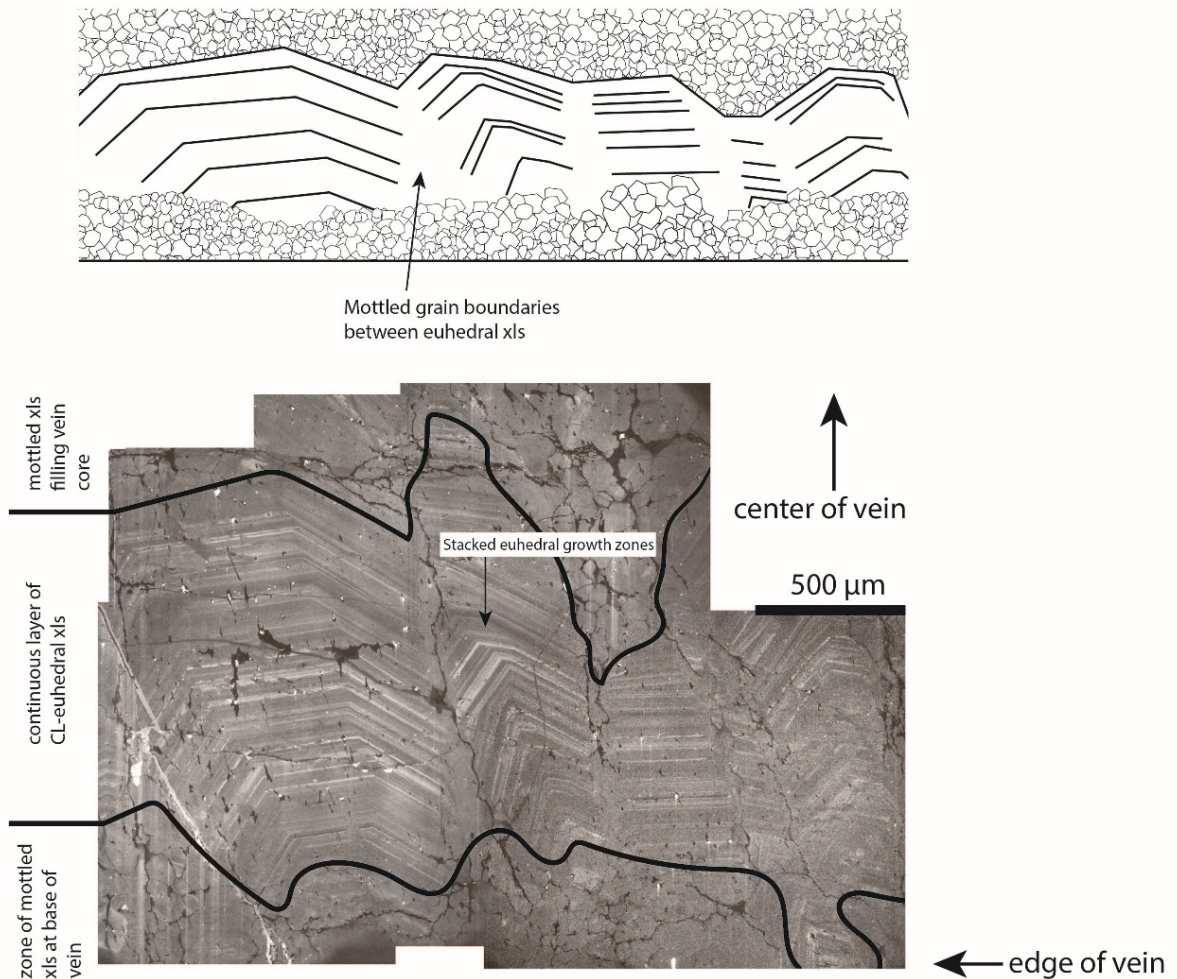 Mottled grain boundaries
between euhedral xls
mottled xls
filling vein
core
Stacked euhedral growth zones
center of vein
500 µm
continuous layer of
CL-euhedral xls
zone of mottled
xls at base of
vein
edge of vein